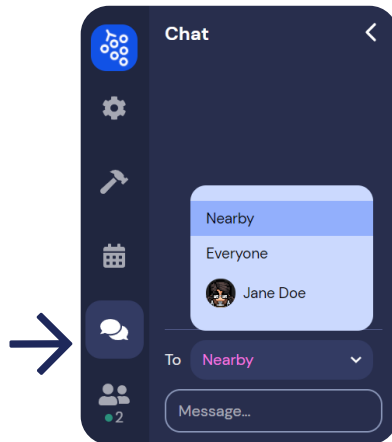 Chat
Nearby
Everyone
Jane Doe
To Nearby
2
Message...